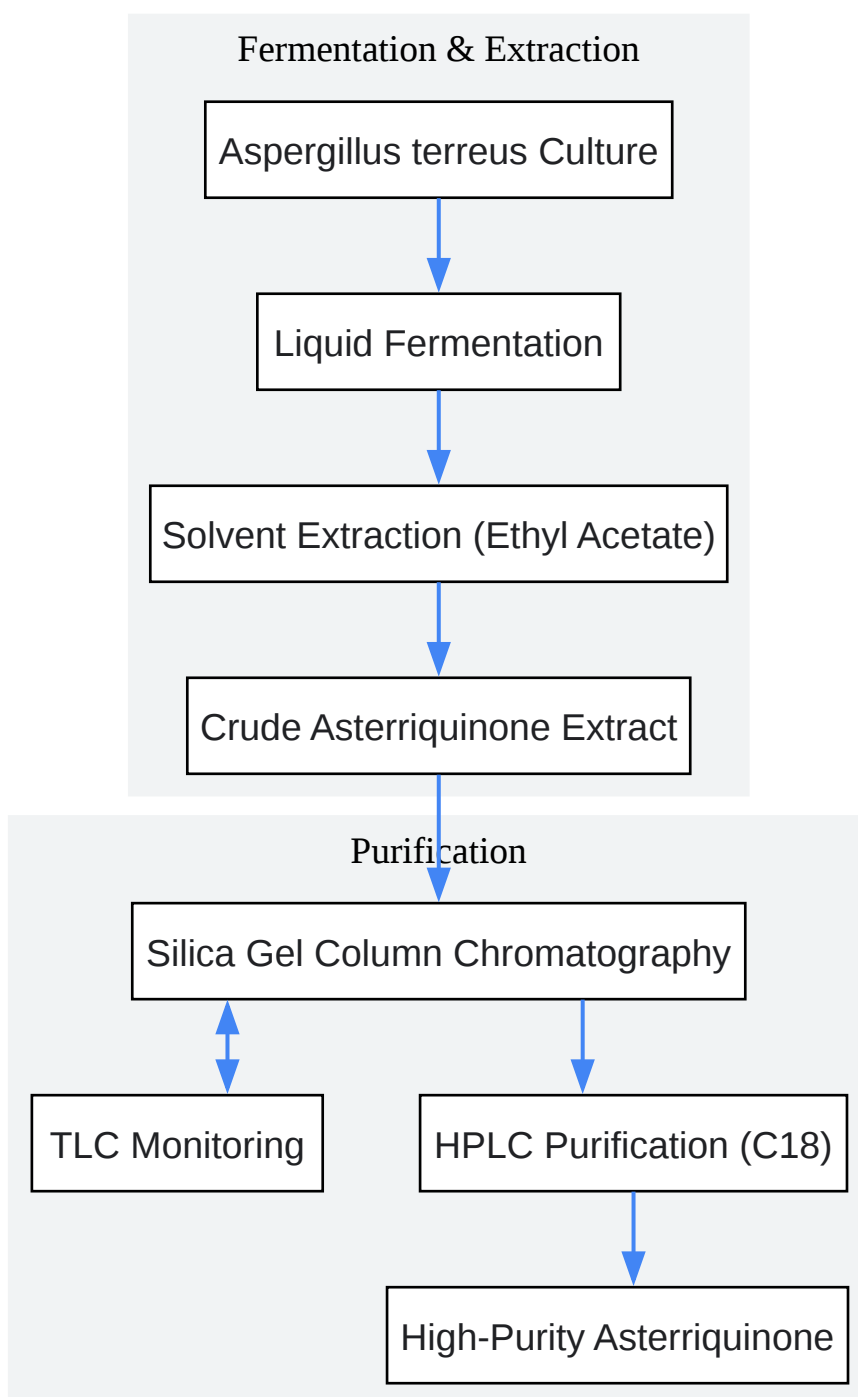 Fermentation & Extraction
Aspergillus terreus Culture
Liquid Fermentation
Solvent Extraction (Ethyl Acetate)
Crude Asterriquinone Extract
Purification
Silica Gel Column Chromatography
TLC Monitoring
HPLC Purification (C18)
High-Purity Asterriquinone